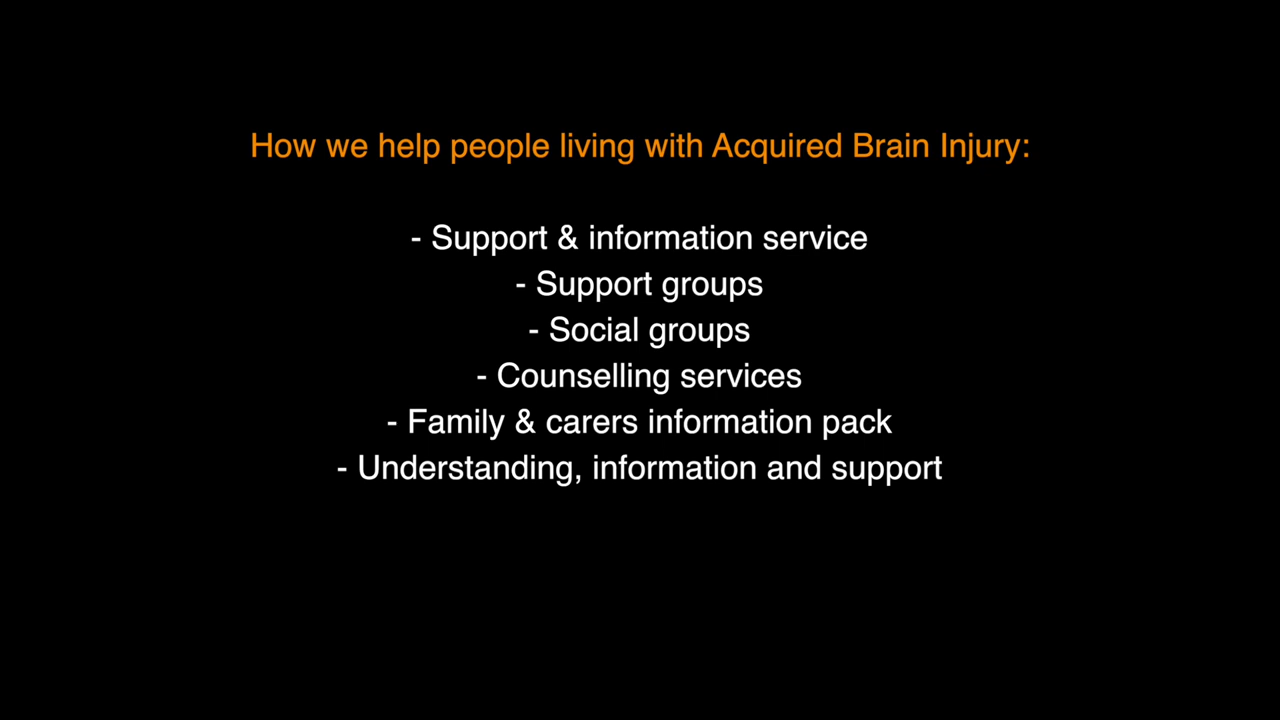 How we help people living with Acquired Brain Injury:
- Support & information service
- Support groups
- Social groups
- Counselling services
- Family & carers information pack
- Understanding, information and support